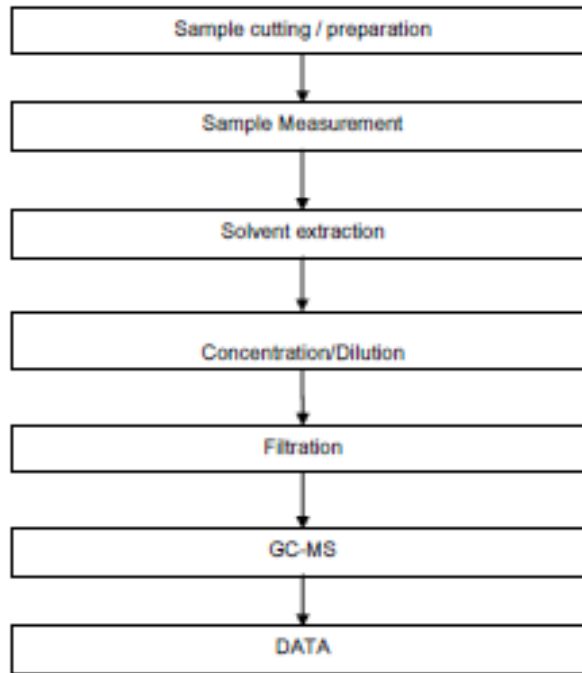 Sample cutting / preparation
Sample Measurement
Solvent extraction
Concentration/Dilution
Filtration
GC-MS
DATA